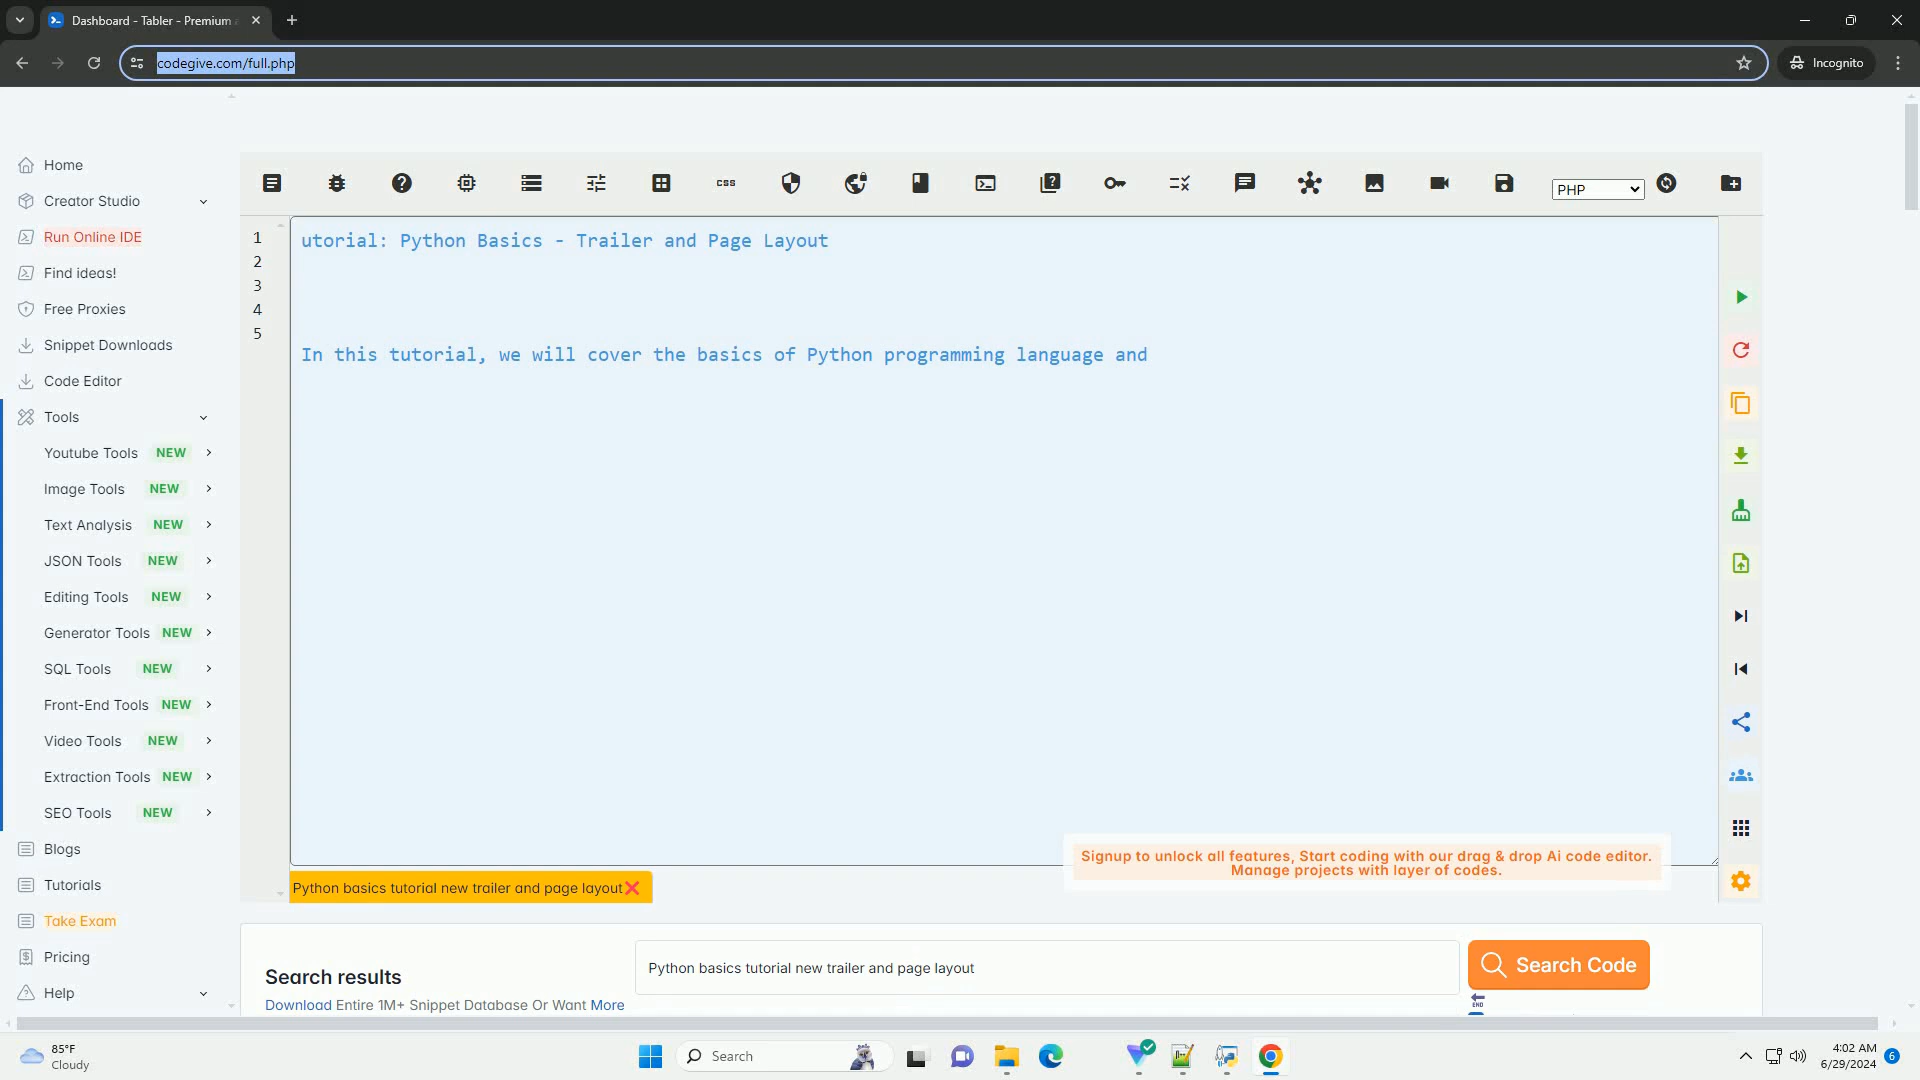 Dashboard - Tabler - Premium
codegive.com/full.php
Incognito
Home
Creator Studio
Run Online IDE
Find ideas!
Free Proxies
Snippet Downloads
Code Editor
Tools
Youtube Tools NEW
Image Tools NEW
Text Analysis NEW
JSON Tools NEW
Editing Tools NEW
Generator Tools NEW
SQL Tools NEW
Front-End Tools NEW
Video Tools NEW
Extraction Tools NEW
SEO Tools NEW
Blogs
Tutorials
Take Exam
Pricing
Help
css
PHP
1
2
3
4
5
utorial: Python Basics - Trailer and Page Layout
In this tutorial, we will cover the basics of Python programming language and
Signup to unlock all features, Start coding with our drag & drop Ai code editor.
Manage projects with layer of codes.
Python basics tutorial new trailer and page layout
Search results
Download Entire 1M+ Snippet Database Or Want More
Python basics tutorial new trailer and page layout
Search Code
END
85°F
Cloudy
Search
4:02 AM
6/29/2024
6